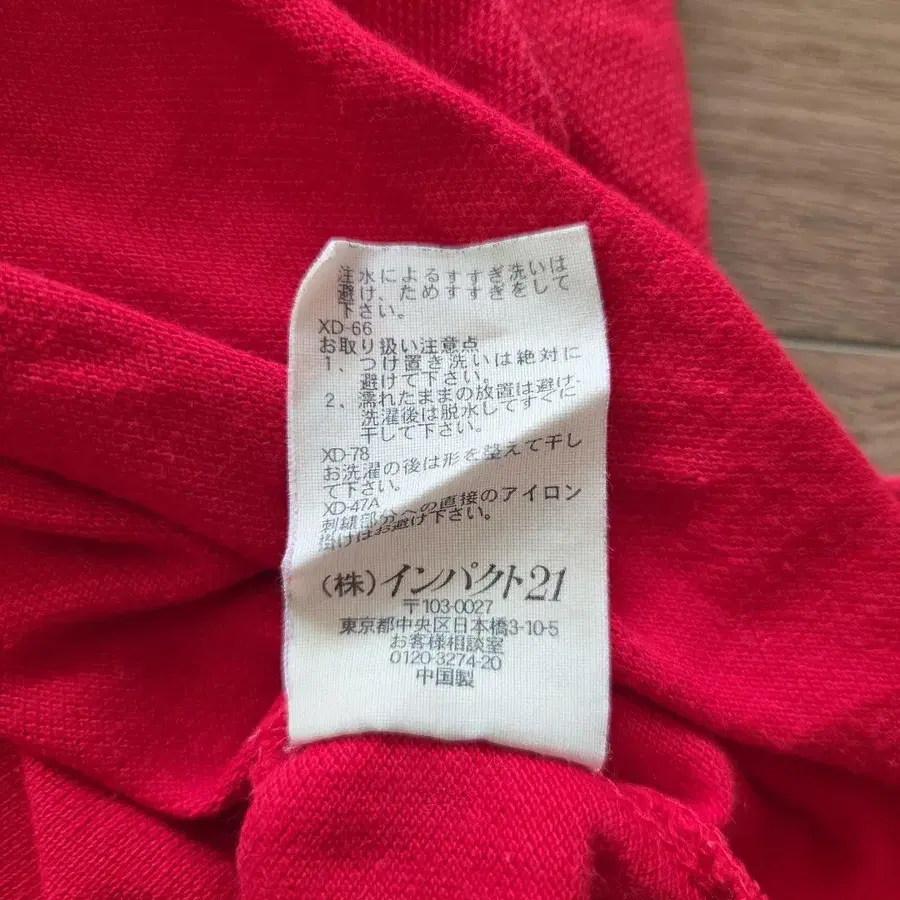 注水によるすすぎ洗いは
避け、ためすすぎをして
下さい。
XD-66
お取り扱い注意点
1、つけ置き洗いは絶対に
避けて下さい。
2、濡れたままの放置は避け、
洗濯後は脱水してすぐに
干して下さい。
XD-78
お洗濯の後は形を整えて干し
て下さい。
XD-47A
刺繍部分への直接のアイロン
掛けはお避け下さい。
(株)インパクト21
〒103-0027
東京都中央区日本橋3-10-5
お客様相談室
0120-3274-20
中国製